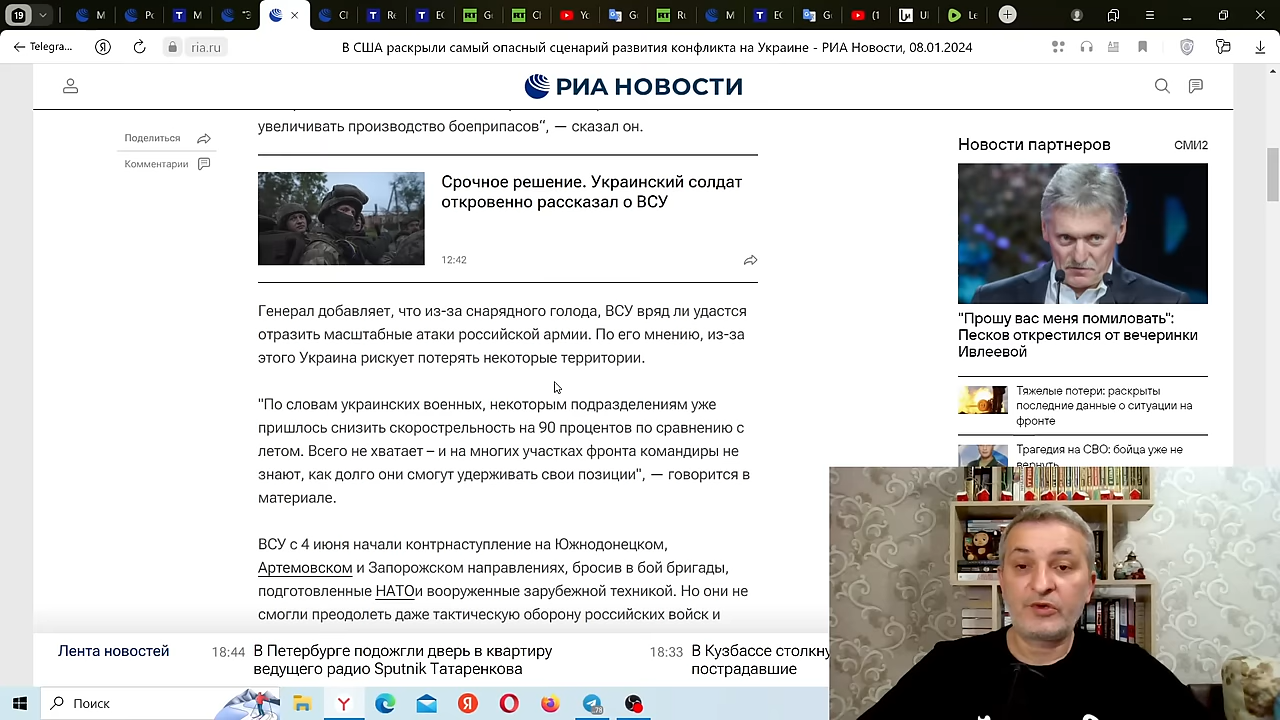 19
Telegra...
ria.ru
В США раскрыли самый опасный сценарий развития конфликта на Украине - РИА Новости, 08.01.2024
РИА НОВОСТИ
Поделиться
Комментарии
увеличивать производство боеприпасов“, — сказал он.
Срочное решение. Украинский солдат
откровенно рассказал о ВСУ
12:42
Генерал добавляет, что из-за снарядного голода, ВСУ вряд ли удастся
отразить масштабные атаки российской армии. По его мнению, из-за
этого Украина рискует потерять некоторые территории.
"По словам украинских военных, некоторым подразделениям уже
пришлось снизить скорострельность на 90 процентов по сравнению с
летом. Всего не хватает – и на многих участках фронта командиры не
знают, как долго они смогут удерживать свои позиции", — говорится в
материале.
ВСУ с 4 июня начали контрнаступление на Южнодонецком,
Артемовском и Запорожском направлениях, бросив в бой бригады,
подготовленные НАТОи вооруженные зарубежной техникой. Но они не
смогли преодолеть даже тактическую оборону российских войск и
Новости партнеров
СМИ2
"Прошу вас меня помиловать":
Песков открестился от вечеринки
Ивлеевой
Тяжелые потери: раскрыты
последние данные о ситуации на
фронте
Трагедия на СВО: бойца уже не
вернуть
Лента новостей
18:44
В Петербурге подожгли дверь в квартиру
ведущего радио Sputnik Татаренкова
18:33
В Кузбассе столкну
пострадавшие
Поиск
78